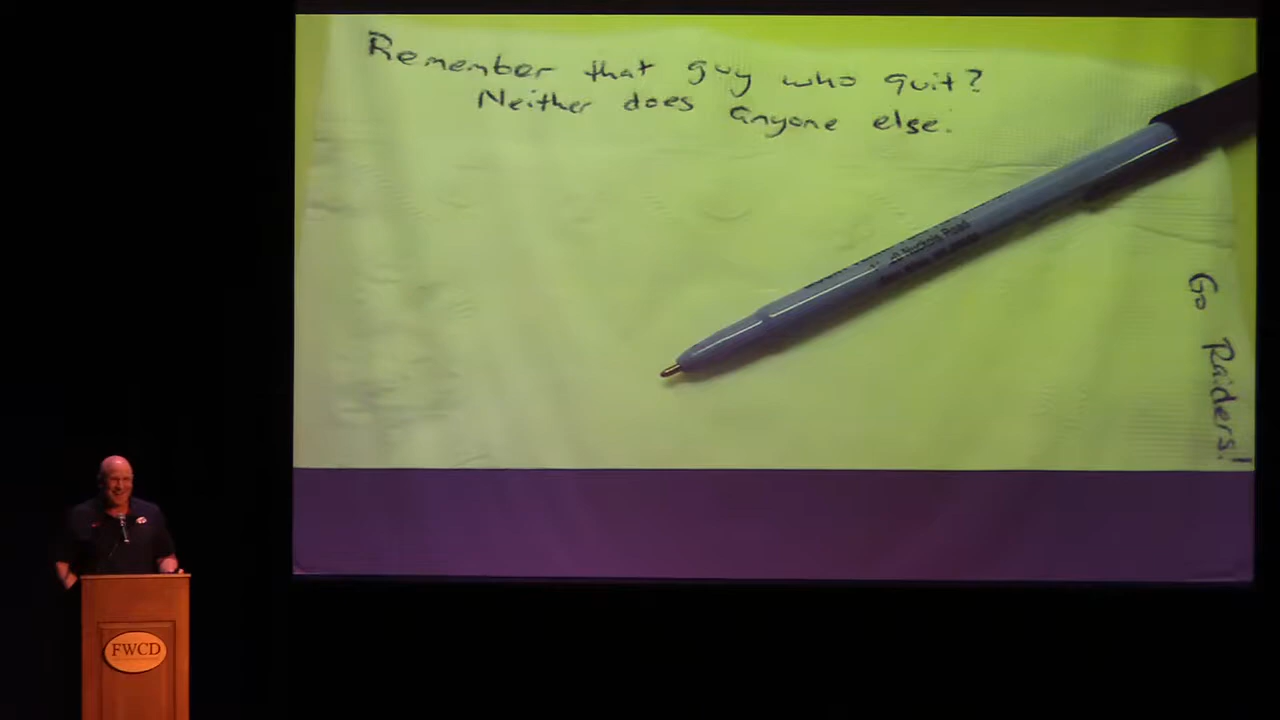 Remember that guy who quit?
Neither does anyone else.
Go Raiders!
FWCD